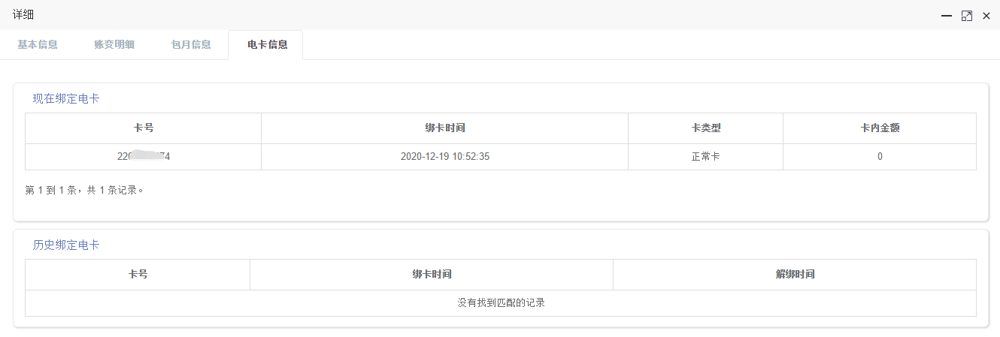 详细
基本信息 账变明细 包月信息 电卡信息
现在绑定电卡
卡号 绑卡时间 卡类型 卡内金额
2020-12-19 10:52:35 正常卡 0
第 1 到 1 条，共 1 条记录。
历史绑定电卡
卡号 绑卡时间 解绑时间
没有找到匹配的记录